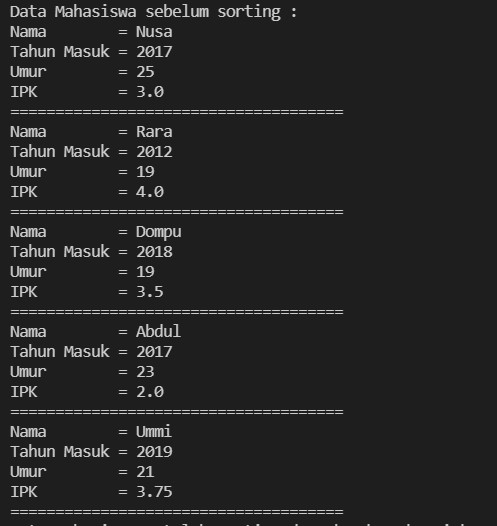 Data Mahasiswa sebelum sorting :
Nama        = Nusa
Tahun Masuk = 2017
Umur        = 25
IPK         = 3.0
=====================================
Nama        = Rara
Tahun Masuk = 2012
Umur        = 19
IPK         = 4.0
=====================================
Nama        = Dompu
Tahun Masuk = 2018
Umur        = 19
IPK         = 3.5
=====================================
Nama        = Abdul
Tahun Masuk = 2017
Umur        = 23
IPK         = 2.0
=====================================
Nama        = Ummi
Tahun Masuk = 2019
Umur        = 21
IPK         = 3.75
=====================================